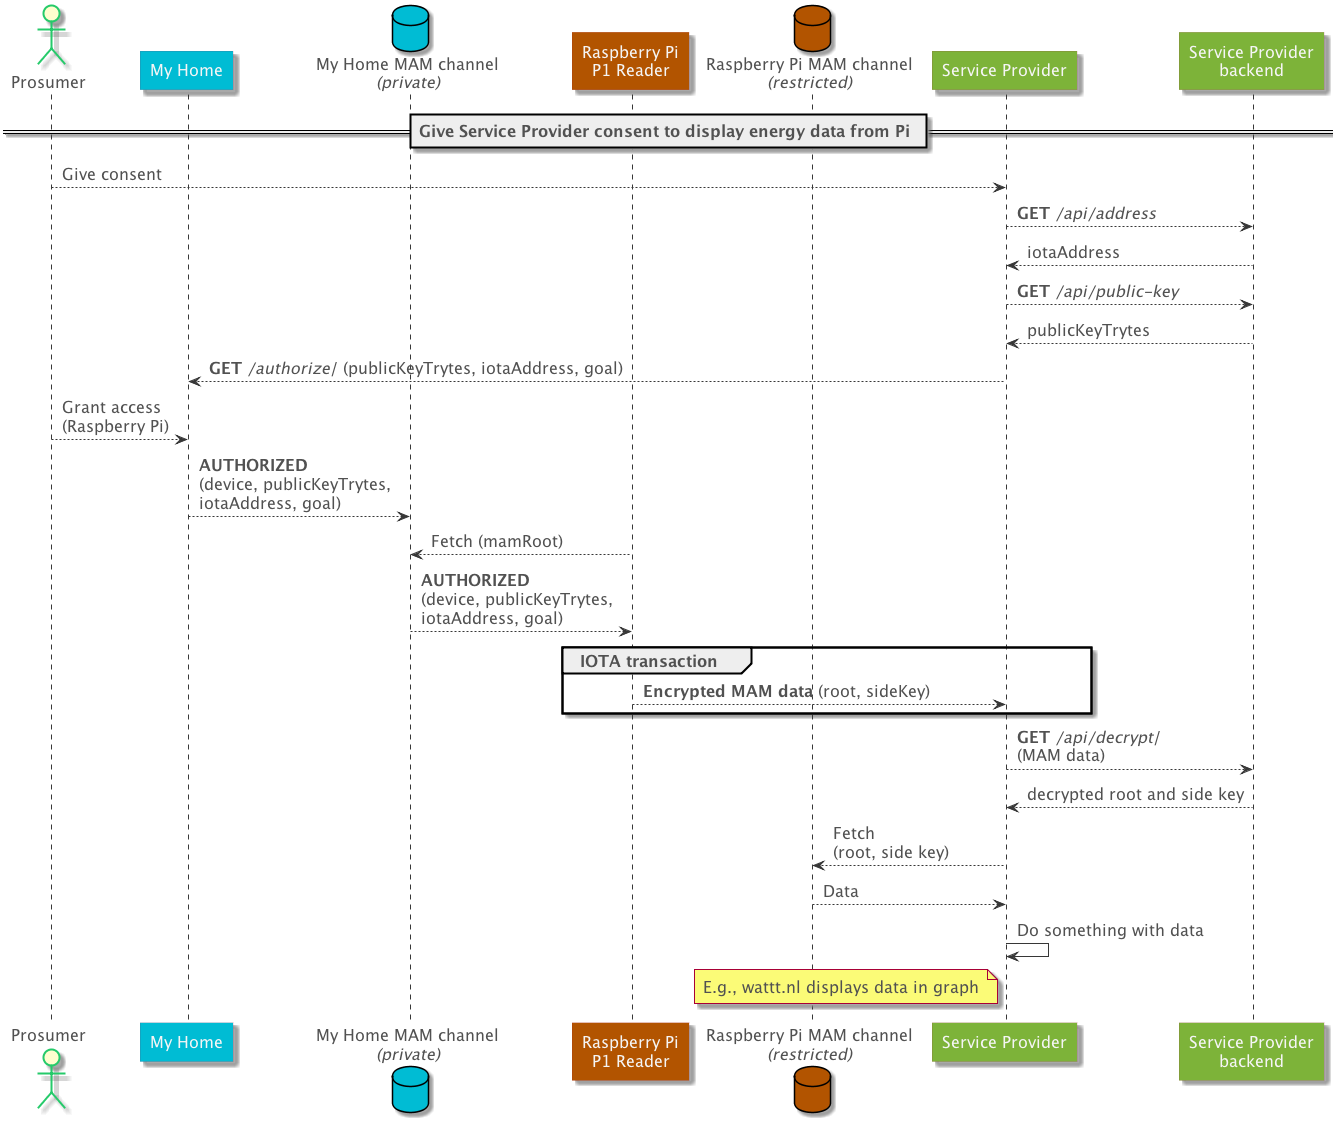 Prosumer
My Home
My Home MAM channel
(private)
Raspberry Pi
P1 Reader
Raspberry Pi MAM channel
(restricted)
Service Provider
Service Provider
backend
Give Service Provider consent to display energy data from Pi
Give consent
GET /api/address
iotaAddress
GET /api/public-key
publicKeyTrytes
GET /authorize/ (publicKeyTrytes, iotaAddress, goal)
Grant access
(Raspberry Pi)
AUTHORIZED
(device, publicKeyTrytes,
iotaAddress, goal)
Fetch (mamRoot)
AUTHORIZED
(device, publicKeyTrytes,
iotaAddress, goal)
IOTA transaction
Encrypted MAM data (root, sideKey)
GET /api/decrypt/
(MAM data)
decrypted root and side key
Fetch
(root, side key)
Data
Do something with data
E.g., wattt.nl displays data in graph
Prosumer
My Home
My Home MAM channel
(private)
Raspberry Pi
P1 Reader
Raspberry Pi MAM channel
(restricted)
Service Provider
Service Provider
backend